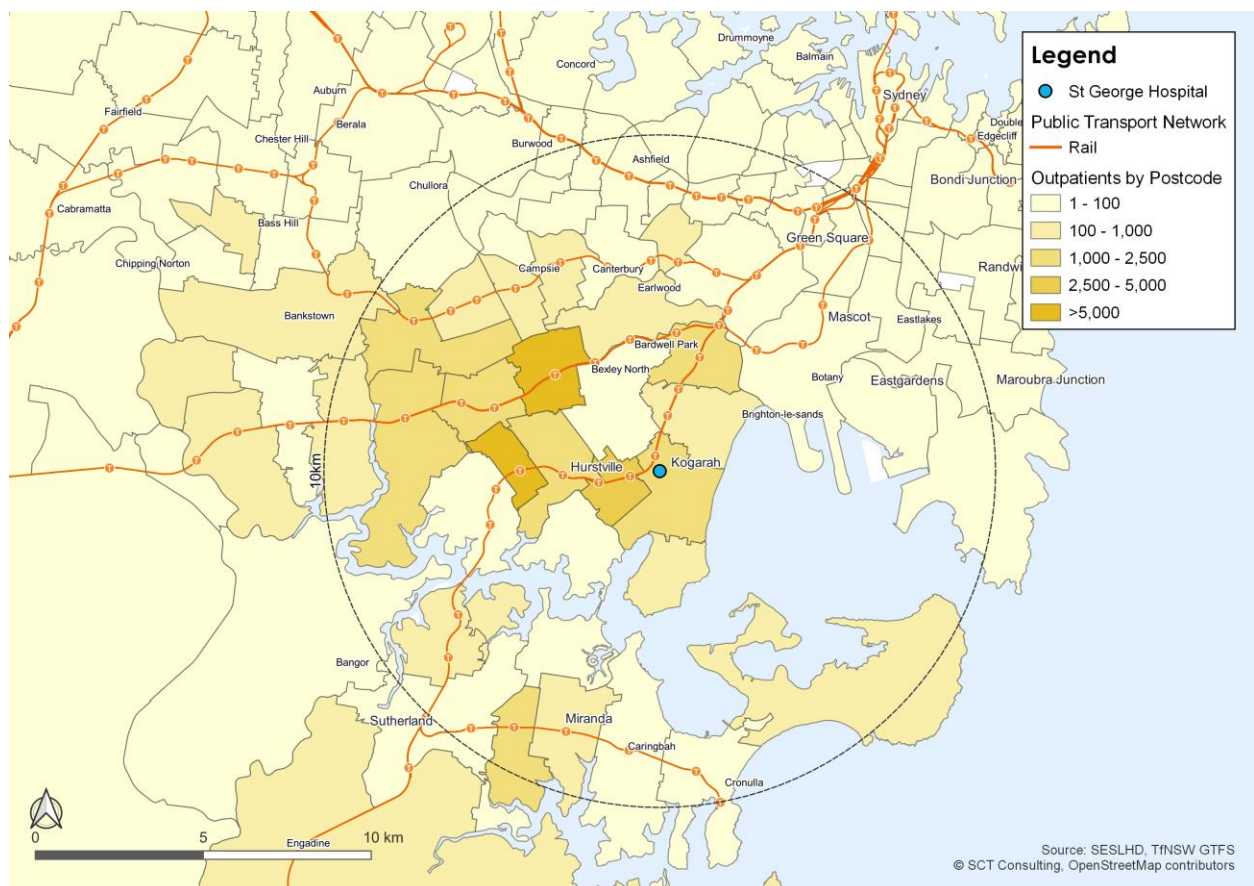 Drummoyne
Balmain
Concord
Auburn
Sydney
Fairfield
Berala
Double
Edgecliff
Chester Hill
Burwood
Ashfield
Bondi Junction
Chullora
Cabramatta
Bass Hill
Green Square
Chipping Norton
Campsie
Canterbury
Randwi
Earlwood
Bankstown
Mascot
Eastlakes
Bardwell Park
Bexley North
Botany
Eastgardens
Maroubra Junction
Brighton-le-sands
10km
Hurstville
Kogarah
Bangor
Sutherland
Miranda
Caringbah
Cronulla
Engadine
Legend
St George Hospital
Public Transport Network
Rail
Outpatients by Postcode
1 - 100
100 - 1,000
1,000 - 2,500
2,500 - 5,000
>5,000
0
5
10 km
Source: SESLHD, TfNSW GTFS
© SCT Consulting, OpenStreetMap contributors